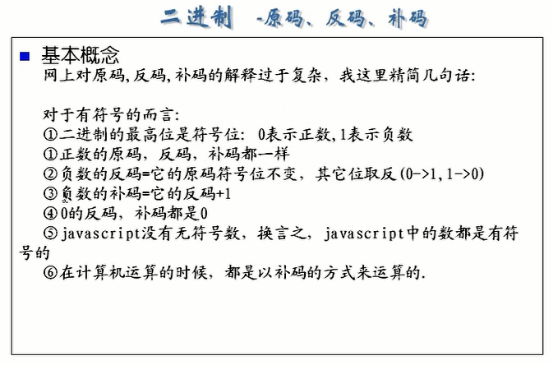 二进制 -原码、反码、补码
基本概念
网上对原码,反码,补码的解释过于复杂，我这里精简几句话:
对于有符号的而言:
①二进制的最高位是符号位: 0表示正数,1表示负数
①正数的原码，反码，补码都一样
②负数的反码=它的原码符号位不变，其它位取反(0->1,1->0)
③负数的补码=它的反码+1
④0的反码，补码都是0
⑤javascript没有无符号数，换言之，javascript中的数都是有符
号的
⑥在计算机运算的时候，都是以补码的方式来运算的.